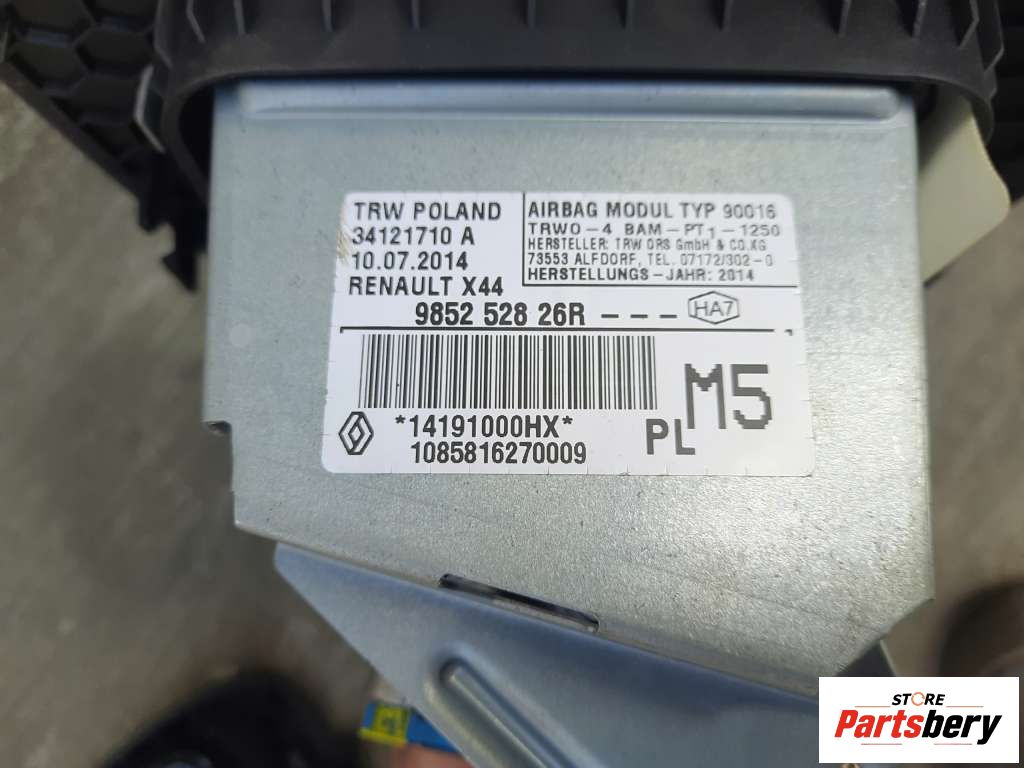 TRW POLAND
34121710 A
10.07.2014
RENAULT X44
AIRBAG MODUL TYP 90016
TRWO-4 BAM-PT1-1250
HERSTELLER: TRW ORS GmbH & CO.KG
73553 ALFDORF, TEL. 07172/302-0
HERSTELLUNGS-JAHR: 2014
9852 528 26R --- HA7
M5
*14191000HX*
PL
1085816270009
STORE
Partsbery